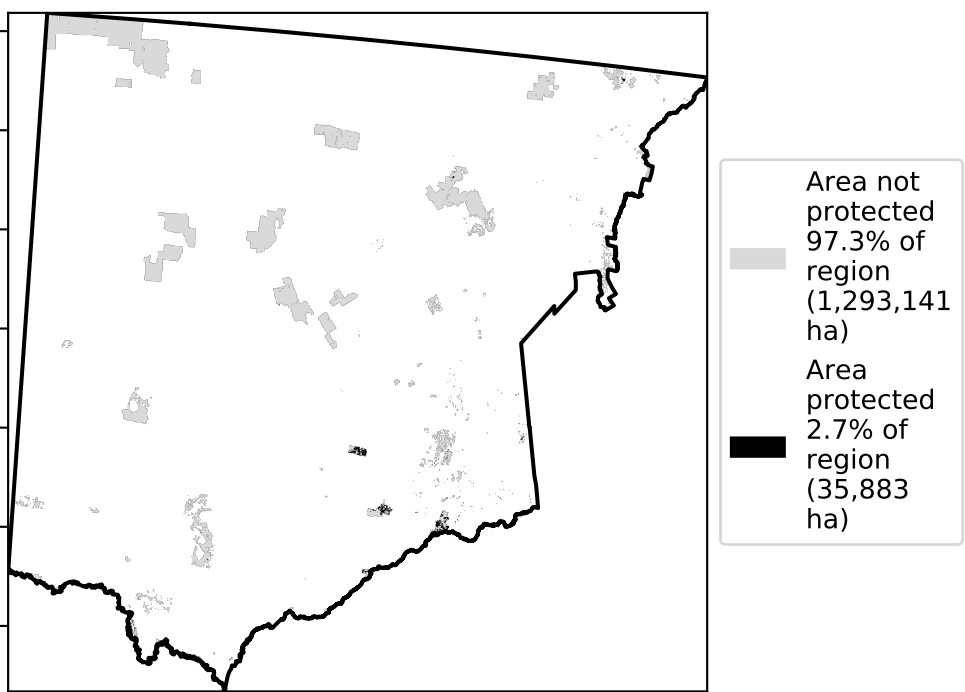 Area not
protected
97.3% of
region
(1,293,141
ha)
Area
protected
2.7% of
region
(35,883
ha)